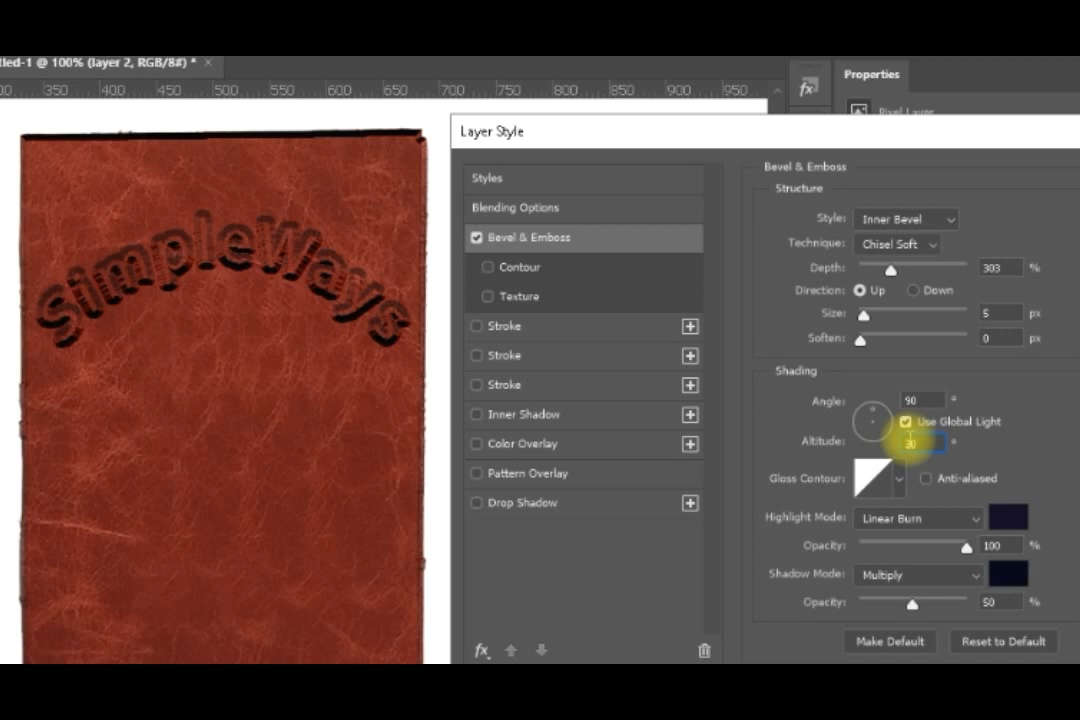 tled-1 @ 100% (layer 2, RGB/8#) * ×
350 400 450 500 550 600 650 700 750 800 850 900 950
fx
Properties
Pixel Layer
Layer Style
SimpleWays
Styles
Blending Options
Bevel & Emboss
Contour
Texture
Stroke
Stroke
Stroke
Inner Shadow
Color Overlay
Pattern Overlay
Drop Shadow
fx
Bevel & Emboss
Structure
Style: Inner Bevel
Technique: Chisel Soft
Depth: 303 %
Direction: Up Down
Size: 5 px
Soften: 0 px
Shading
Angle: 90 °
Use Global Light
Altitude: 30 °
Gloss Contour: Anti-aliased
Highlight Mode: Linear Burn
Opacity: 100 %
Shadow Mode: Multiply
Opacity: 50 %
Make Default Reset to Default